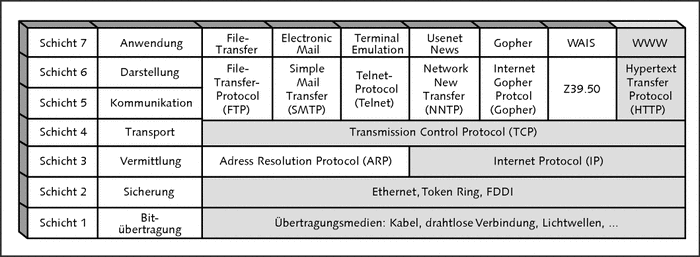 Schicht 7 Anwendung File- Electronic Terminal Usenet Gopher WAIS WWW
Transfer Mail Emulation News
Schicht 6 Darstellung File- Simple Telnet- Network Internet Z39.50 Hypertext
Transfer- Mail Protocol New Gopher Transfer
Schicht 5 Kommunikation Protocol Transfer (Telnet) Transfer Protcol Protocol
(FTP) (SMTP) (NNTP) (Gopher) (HTTP)
Schicht 4 Transport Transmission Control Protocol (TCP)
Schicht 3 Vermittlung Adress Resolution Protocol (ARP) Internet Protocol (IP)
Schicht 2 Sicherung Ethernet, Token Ring, FDDI
Schicht 1 Bit-
übertragung Übertragungsmedien: Kabel, drahtlose Verbindung, Lichtwellen, ...